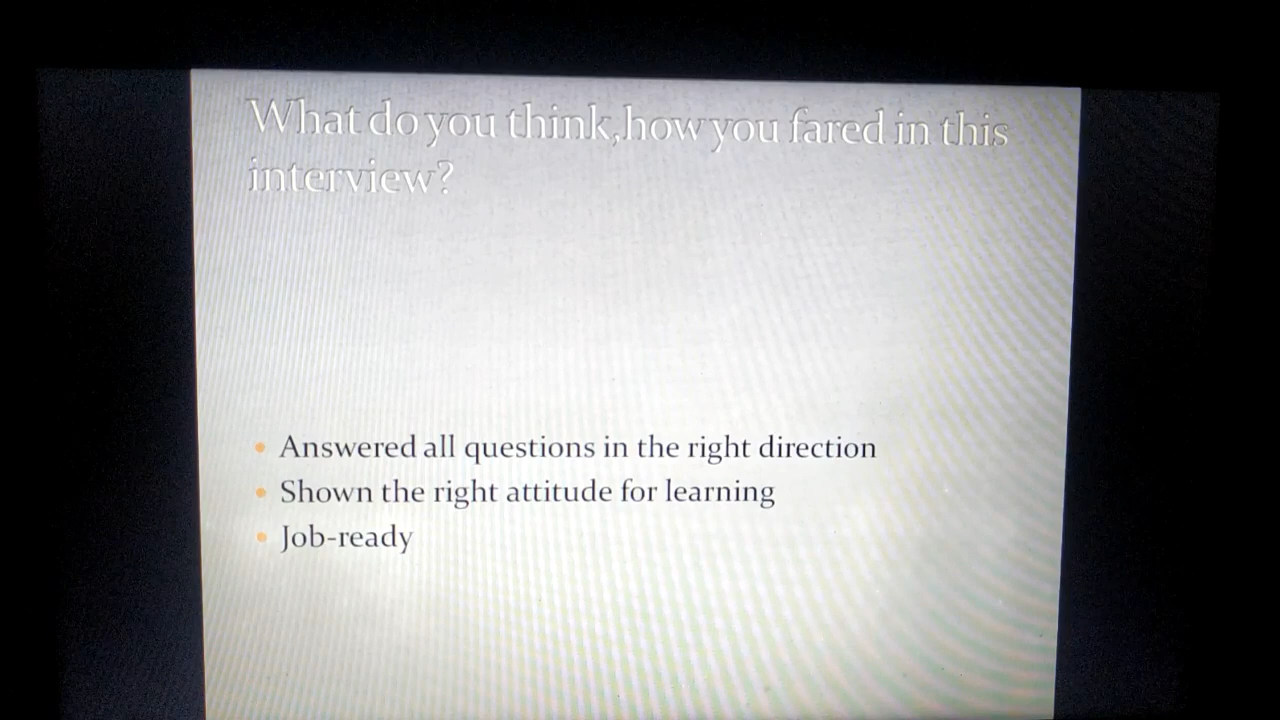 What do you think,how you fared in this
interview?
• Answered all questions in the right direction
• Shown the right attitude for learning
• Job-ready